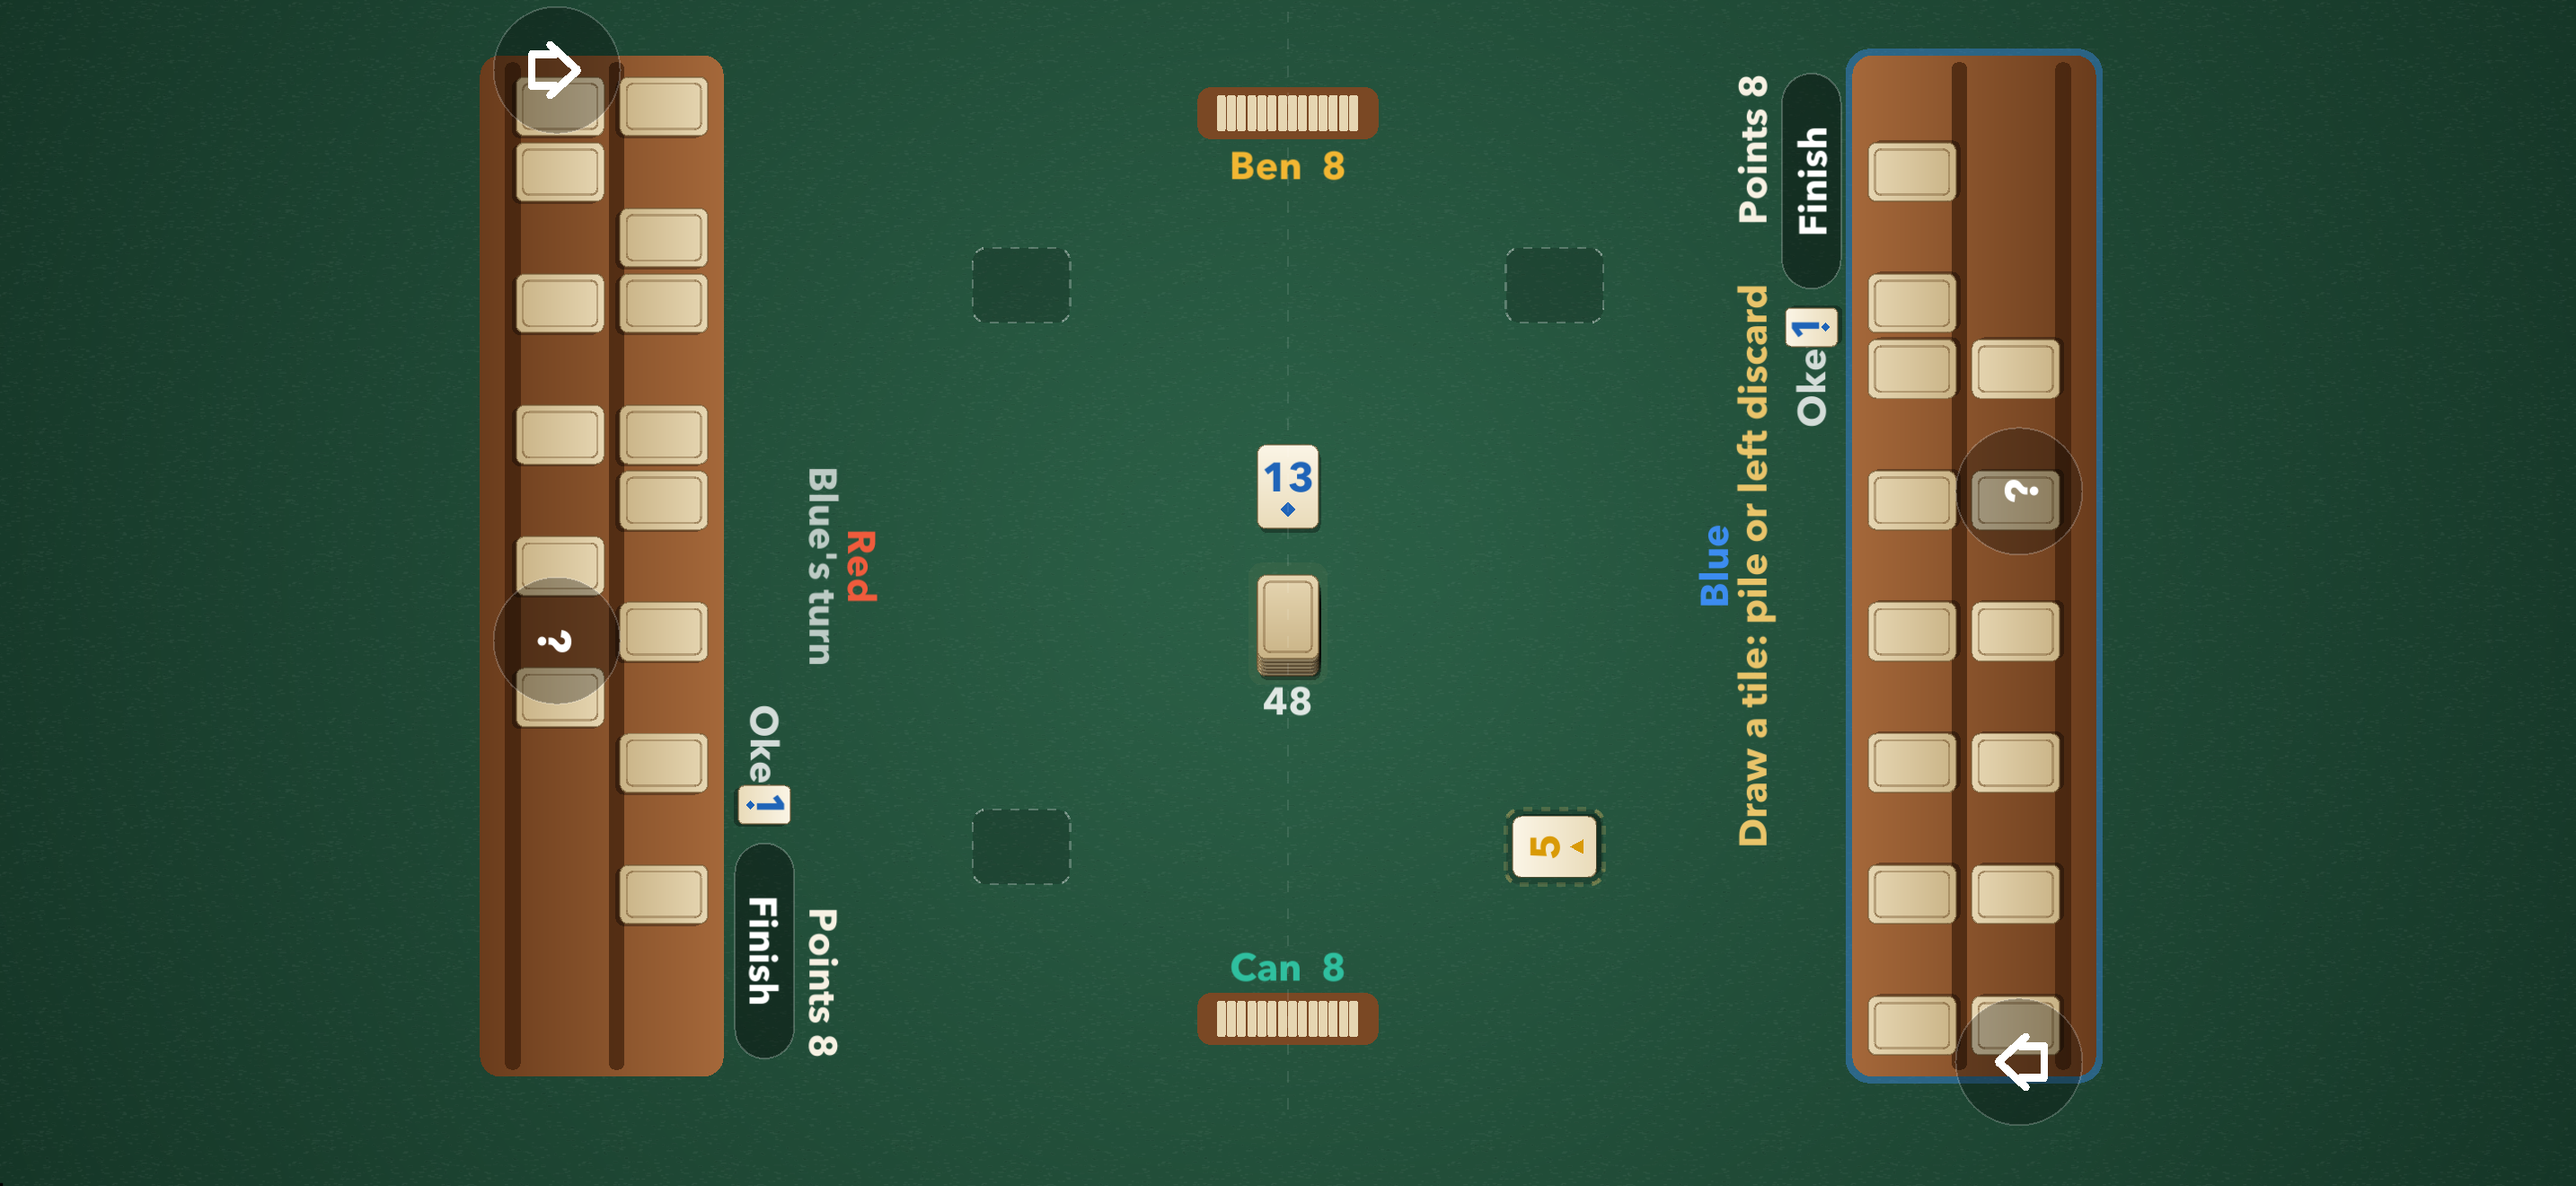 Ben 8
Points 8
Finish
Oke 1
Draw a tile: pile or left discard
Blue
?
13
48
5
Can 8
Red
Blue's turn
Oke 1
Finish
Points 8
?